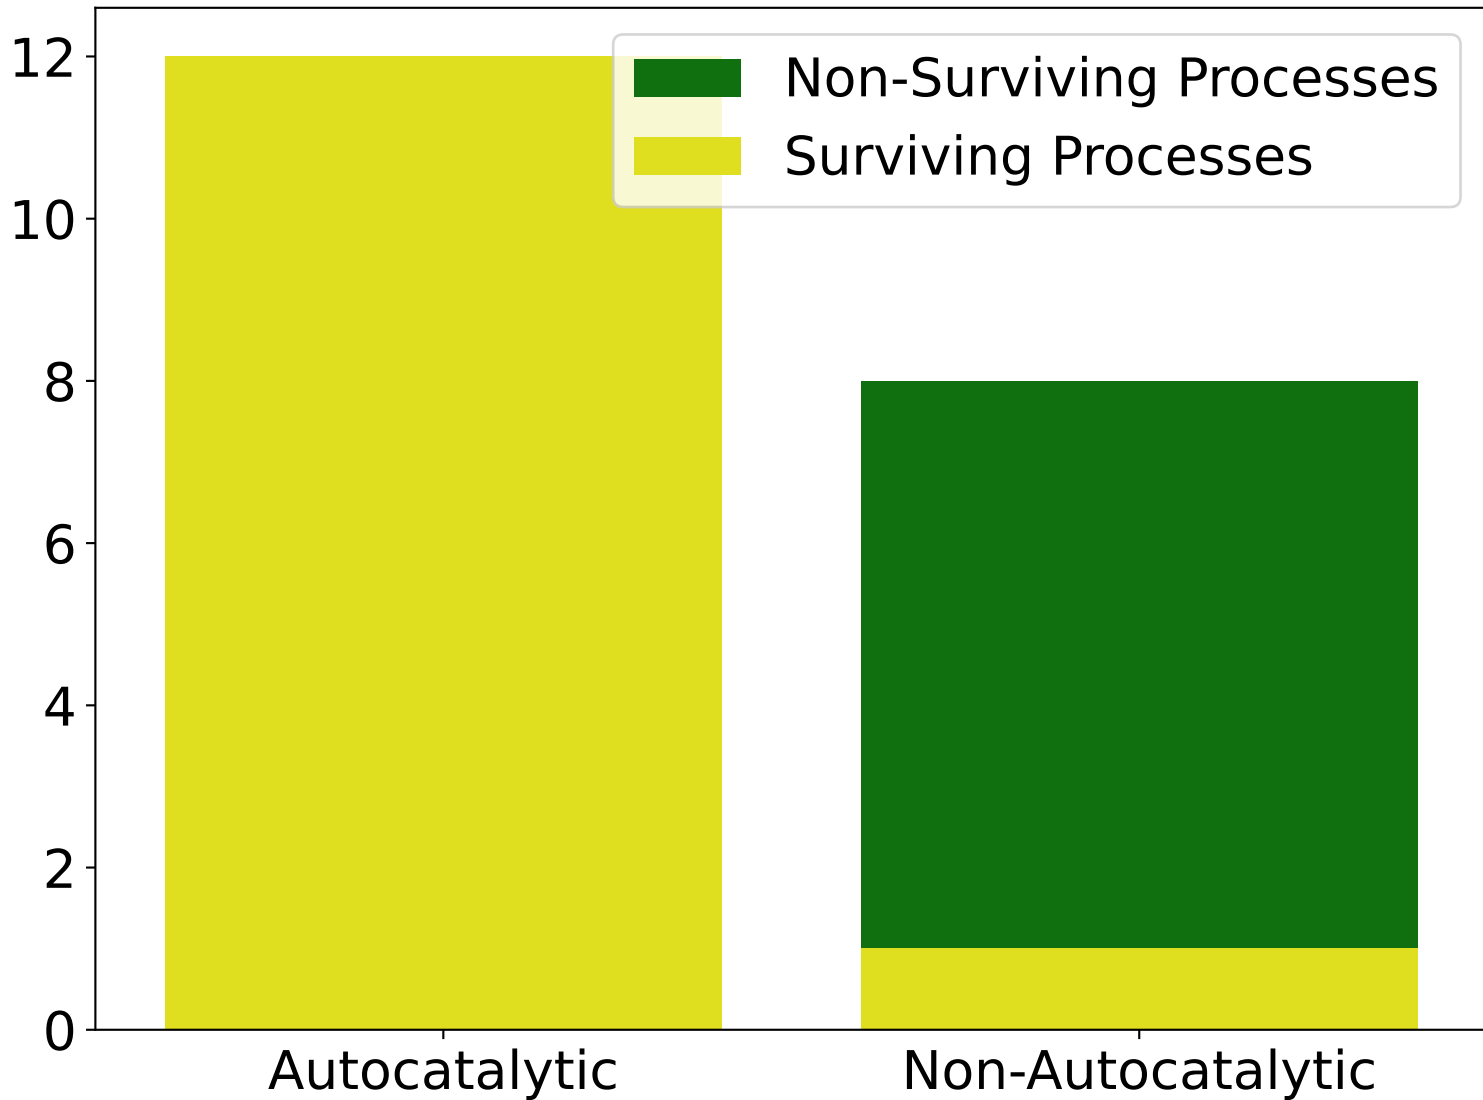 12
10
8
6
4
2
0
Non-Surviving Processes
Surviving Processes
Autocatalytic
Non-Autocatalytic